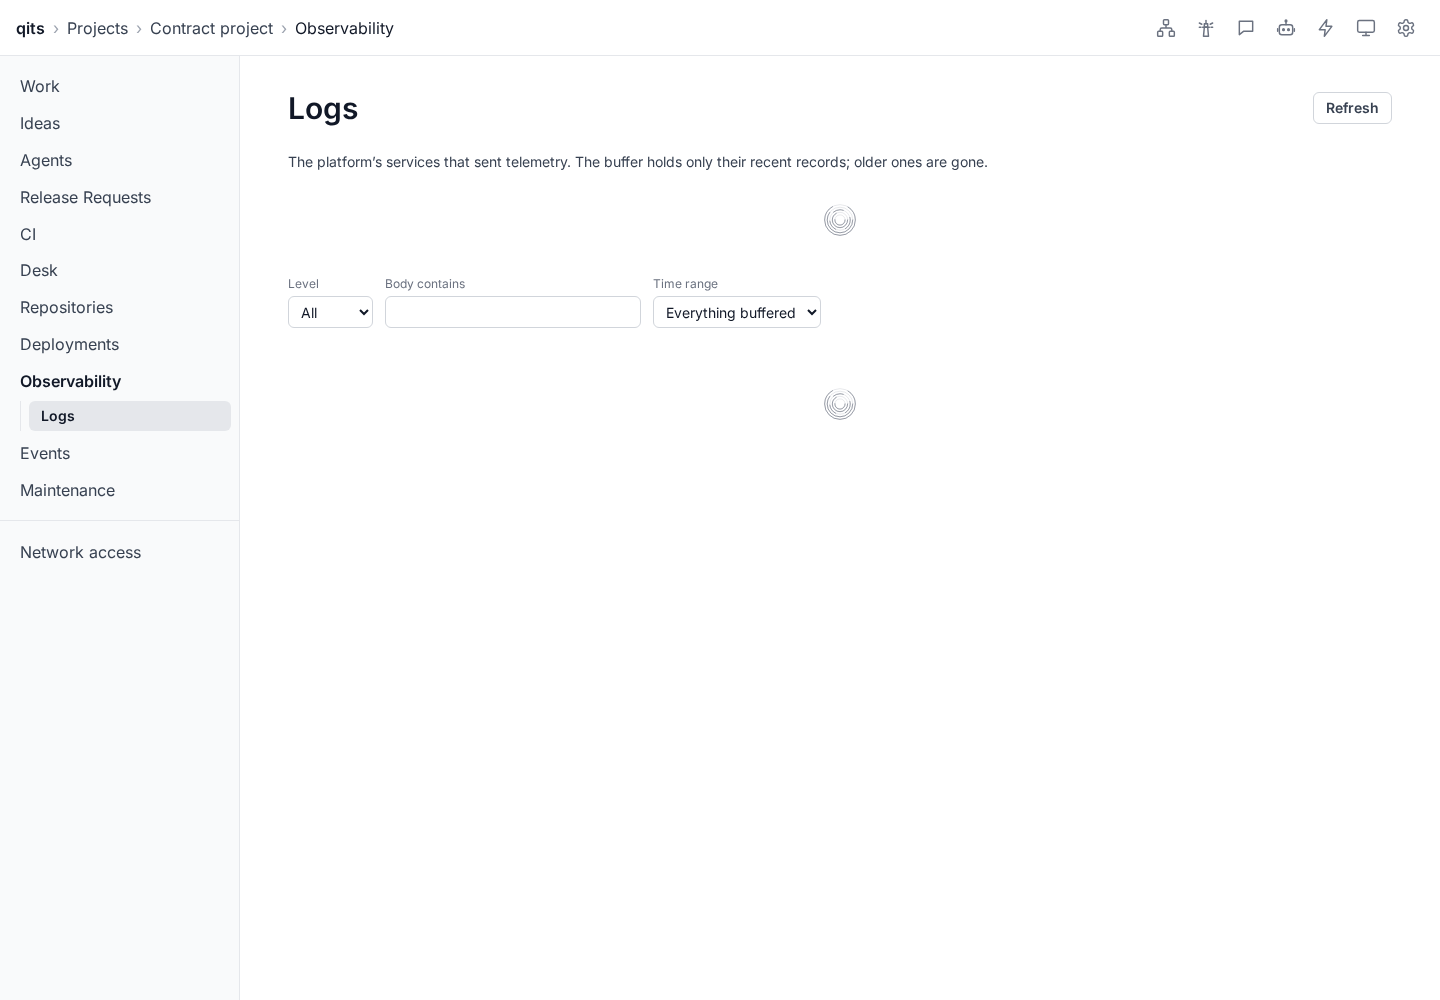 qits › Projects › Contract project › Observability
Work
Ideas
Agents
Release Requests
CI
Desk
Repositories
Deployments
Observability
Logs
Events
Maintenance
Network access
Logs
Refresh
The platform’s services that sent telemetry. The buffer holds only their recent records; older ones are gone.
Level
Body contains
Time range
All
Everything buffered